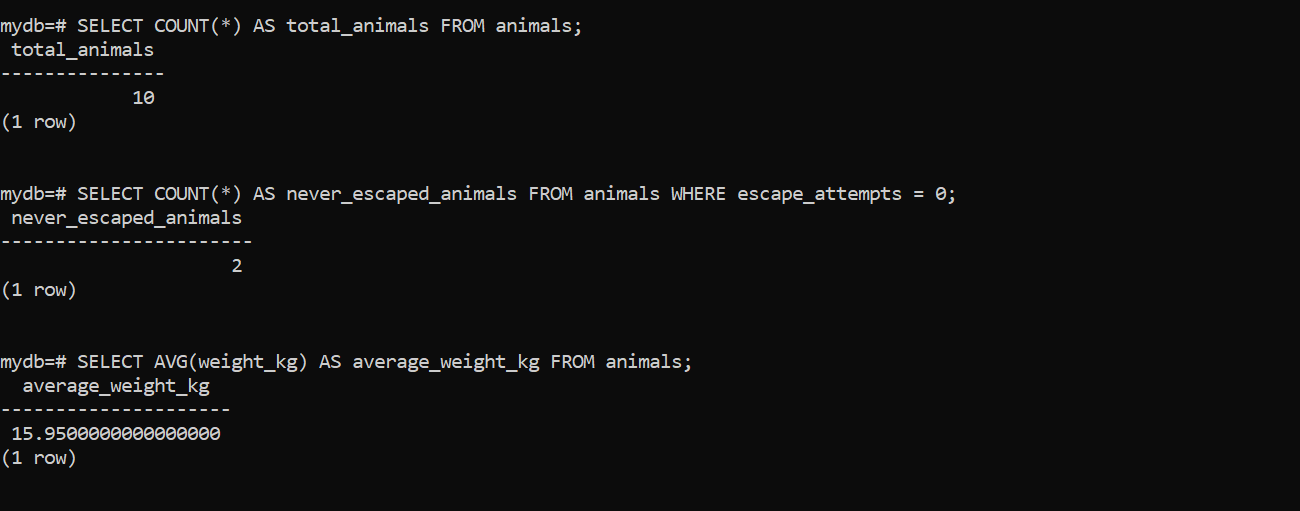 mydb=# SELECT COUNT(*) AS total_animals FROM animals;
 total_animals
---------------
            10
(1 row)

mydb=# SELECT COUNT(*) AS never_escaped_animals FROM animals WHERE escape_attempts = 0;
 never_escaped_animals
-----------------------
                     2
(1 row)

mydb=# SELECT AVG(weight_kg) AS average_weight_kg FROM animals;
  average_weight_kg
---------------------
 15.9500000000000000
(1 row)